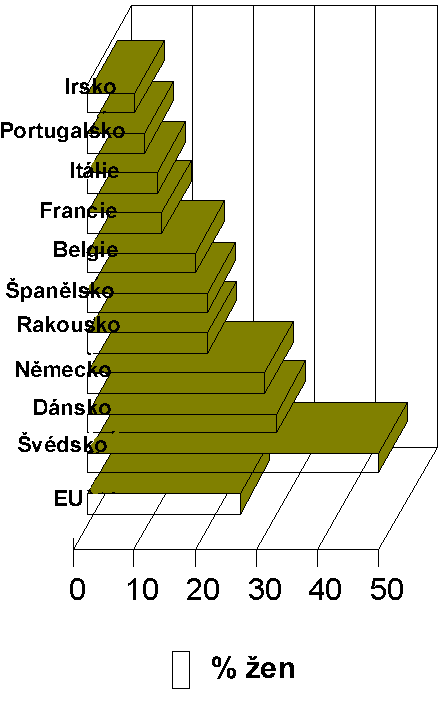 Irsko
Portugalsko
Itálie
Francie
Belgie
Španělsko
Rakousko
Německo
Dánsko
Švédsko
EU
0 10 20 30 40 50
% žen